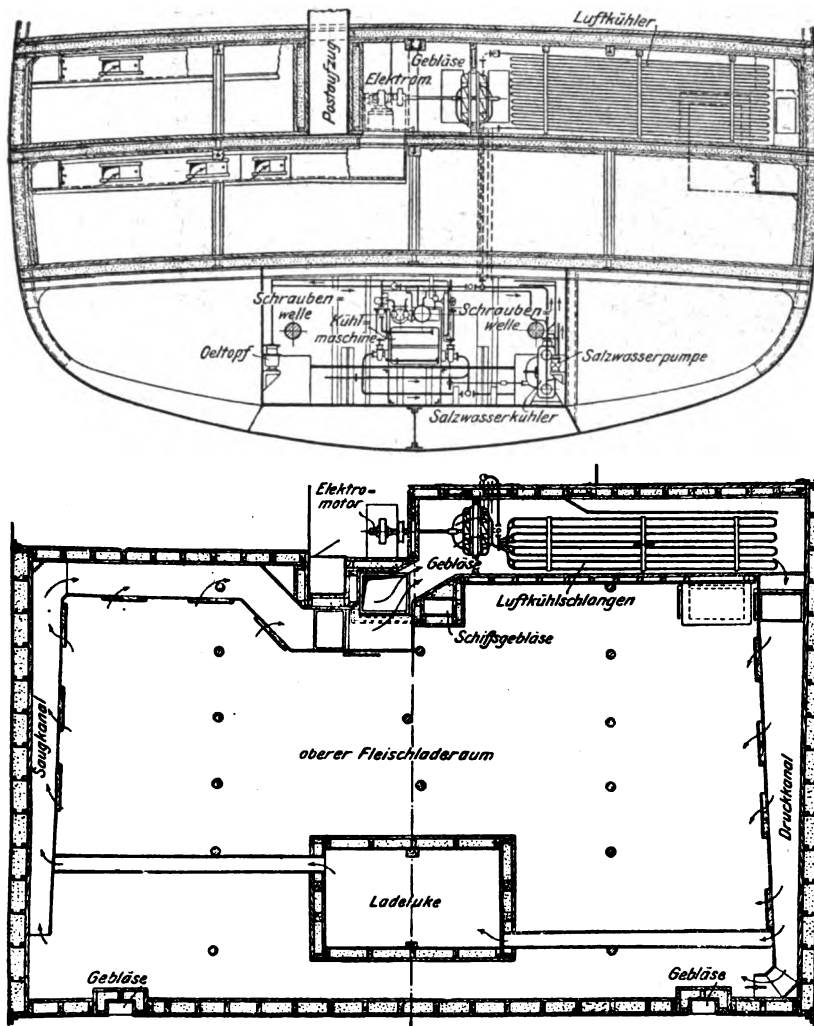 Luftkühler
Gebläse
Elektrom.
Postaufzug
Schrauben=
welle
Kühl=
maschine
Schrauben=
welle
Oeltopf
Salzwasserpumpe
Salzwasserkühler
Elektro=
motor
Gebläse
Luftkühlschlangen
Schiffsgebläse
Saugkanal
oberer Fleischladeraum
Druckkanal
Ladeluke
Gebläse
Gebläse